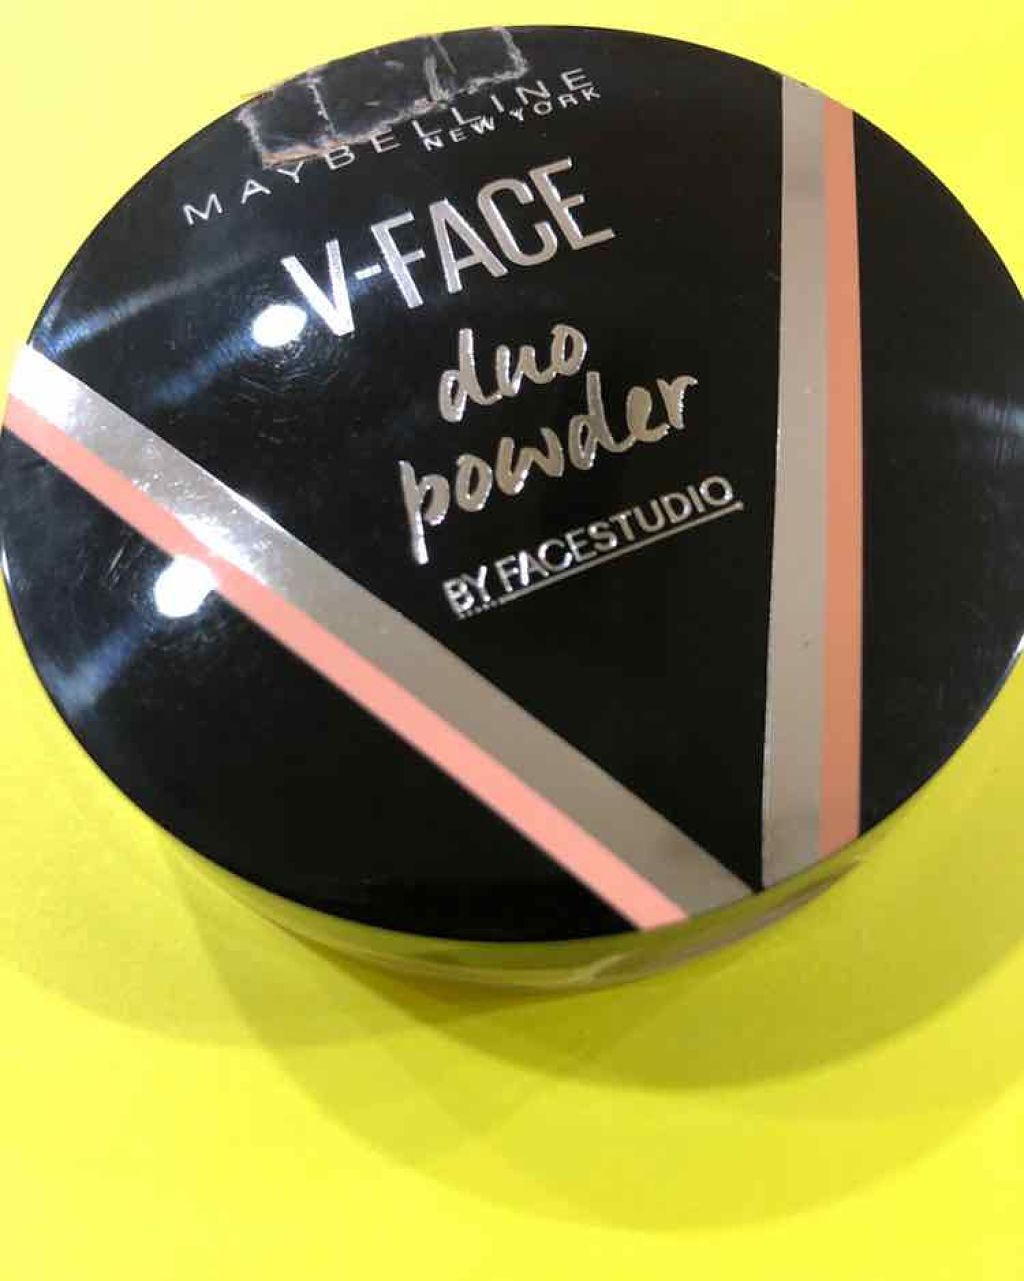 MAYBELLINE
NEW YORK
V-FACE
duo
powder
BY FACESTUDIO